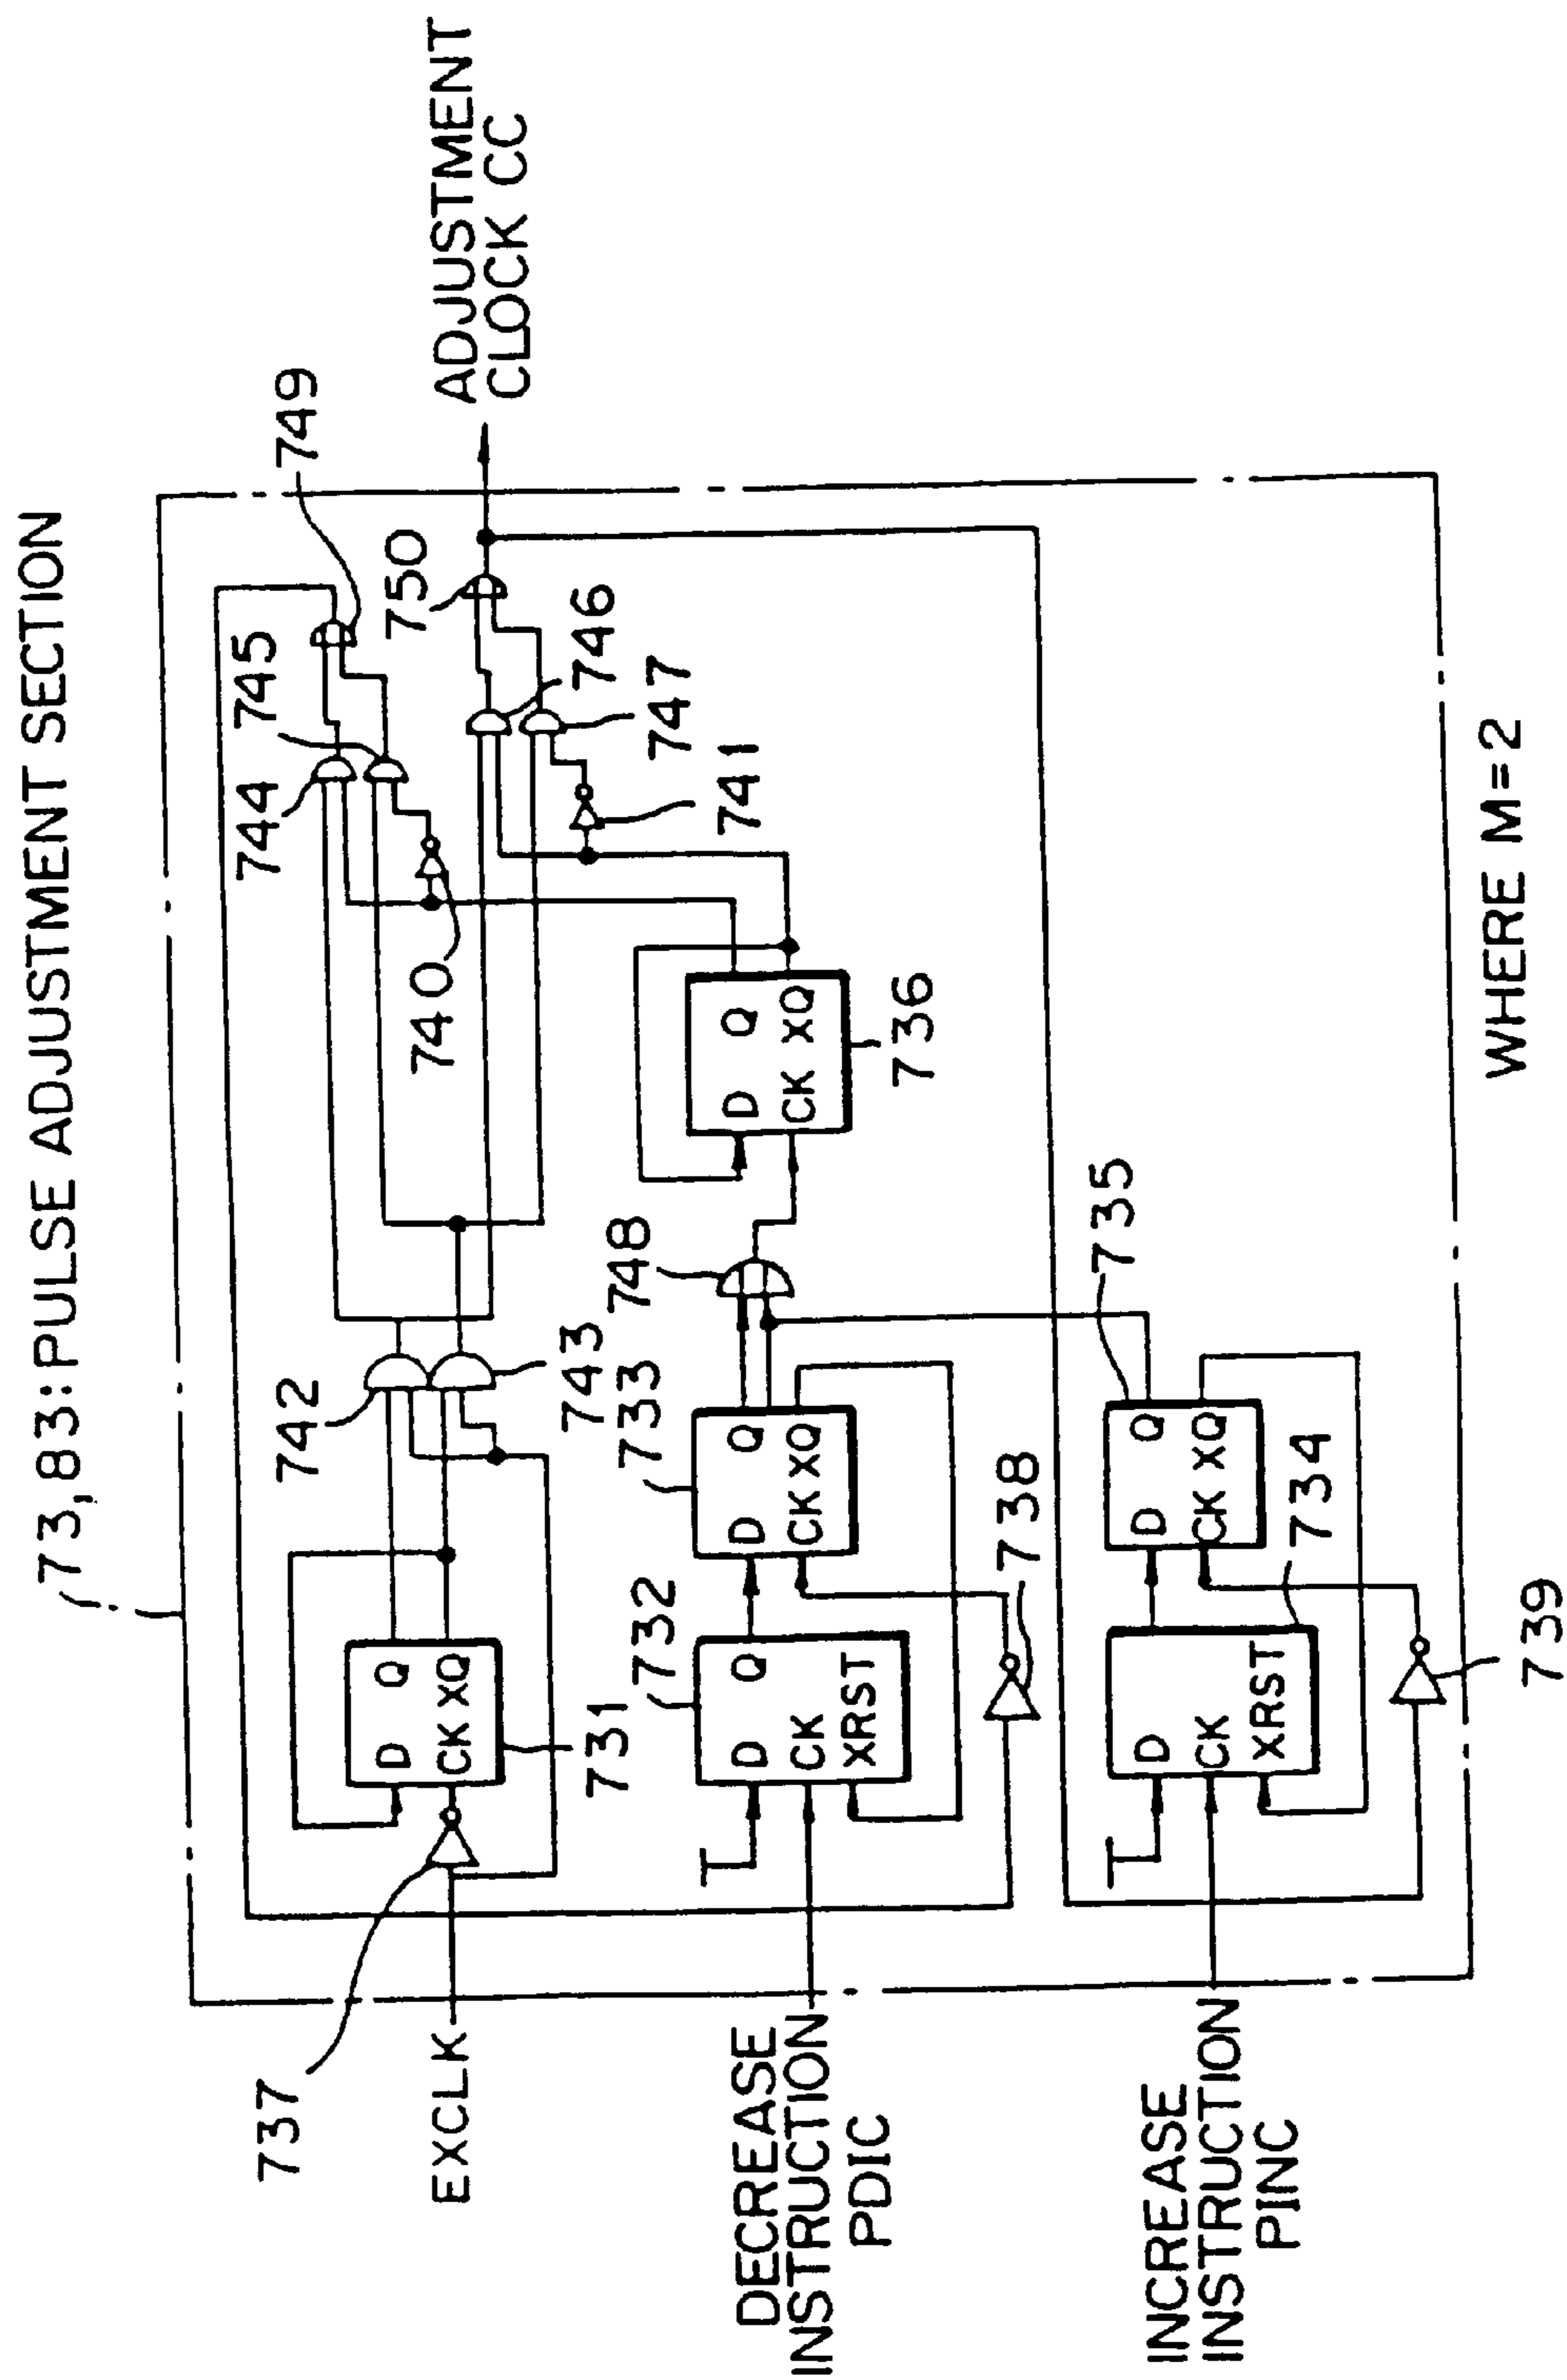 73,83: PULSE ADJUSTMENT SECTION
737
EXCLK
D Q
CK XQ
731
742
743
744
745
749
740
750
746
747
741
ADJUSTMENT
CLOCK CC
DECREASE
INSTRUCTION
PDIC
732
D Q
CK
XRST
733
D Q
CK XQ
738
748
D Q
CK XQ
736
INCREASE
INSTRUCTION
PINC
D
CK
XRST
734
735
D Q
CK XQ
739
WHERE M=2